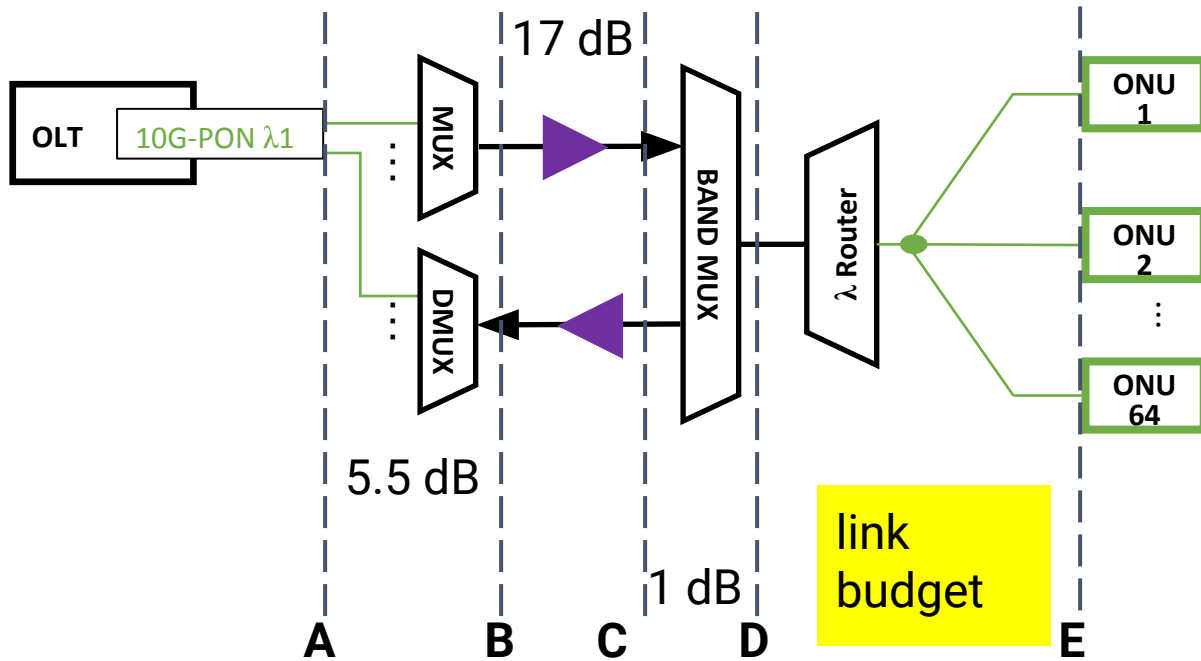 17 dB
OLT
10G-PON λ1
MUX
...
BAND MUX
λ Router
ONU
1
ONU
2
...
ONU
64
DMUX
...
5.5 dB
1 dB
link
budget
A
B
C
D
E